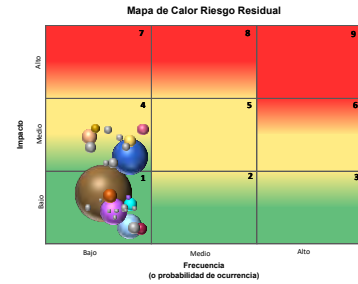 Mapa de Calor Riesgo Residual
7 8 9
Alto
4 5 6
Impacto
Medio
1 2 3
Bajo
Bajo Medio Alto
Frecuencia
(o probabilidad de ocurrencia)